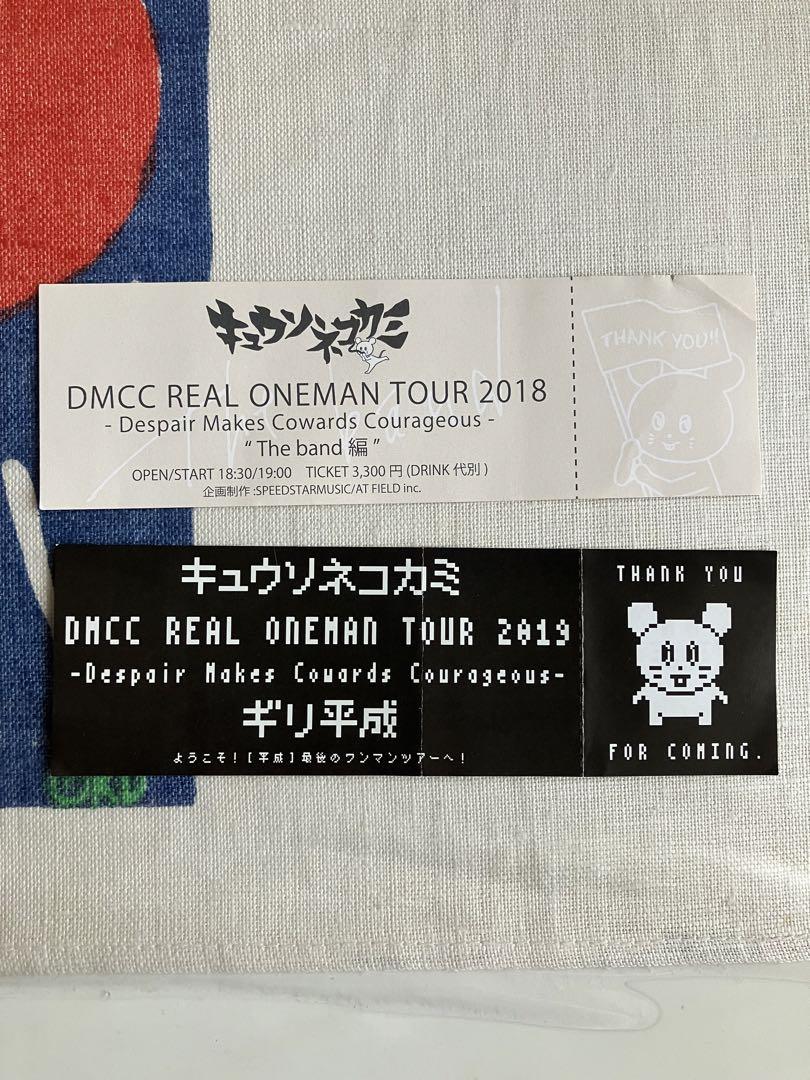 キュウソネコカミ
DMCC REAL ONEMAN TOUR 2018
- Despair Makes Cowards Courageous -
“ The band 編 ”
OPEN/START 18:30/19:00 TICKET 3,300 円 (DRINK 代別 )
企画制作 :SPEEDSTARMUSIC/AT FIELD inc.
THANK YOU!!
キュウソネコカミ
DMCC REAL ONEMAN TOUR 2019
-Despair Makes Cowards Courageous-
ギリ平成
ようこそ！[平成]最後のワンマンツアーへ！
THANK YOU
FOR COMING.